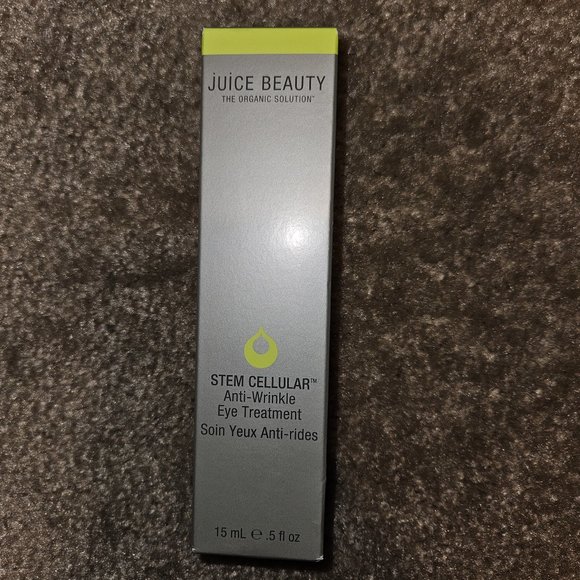 juice BEAUTY
THE ORGANIC SOLUTION™
STEM CELLULAR™
Anti-Wrinkle
Eye Treatment
Soin Yeux Anti-rides
15 mL ℮ .5 fl oz